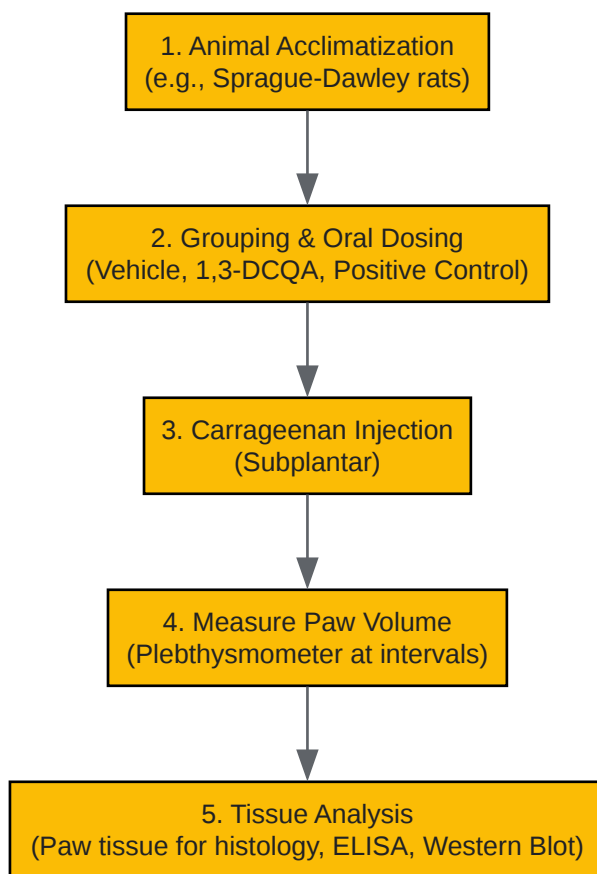 1. Animal Acclimatization
(e.g., Sprague-Dawley rats)
2. Grouping & Oral Dosing
(Vehicle, 1,3-DCQA, Positive Control)
3. Carrageenan Injection
(Subplantar)
4. Measure Paw Volume
(Plebthysmometer at intervals)
5. Tissue Analysis
(Paw tissue for histology, ELISA, Western Blot)